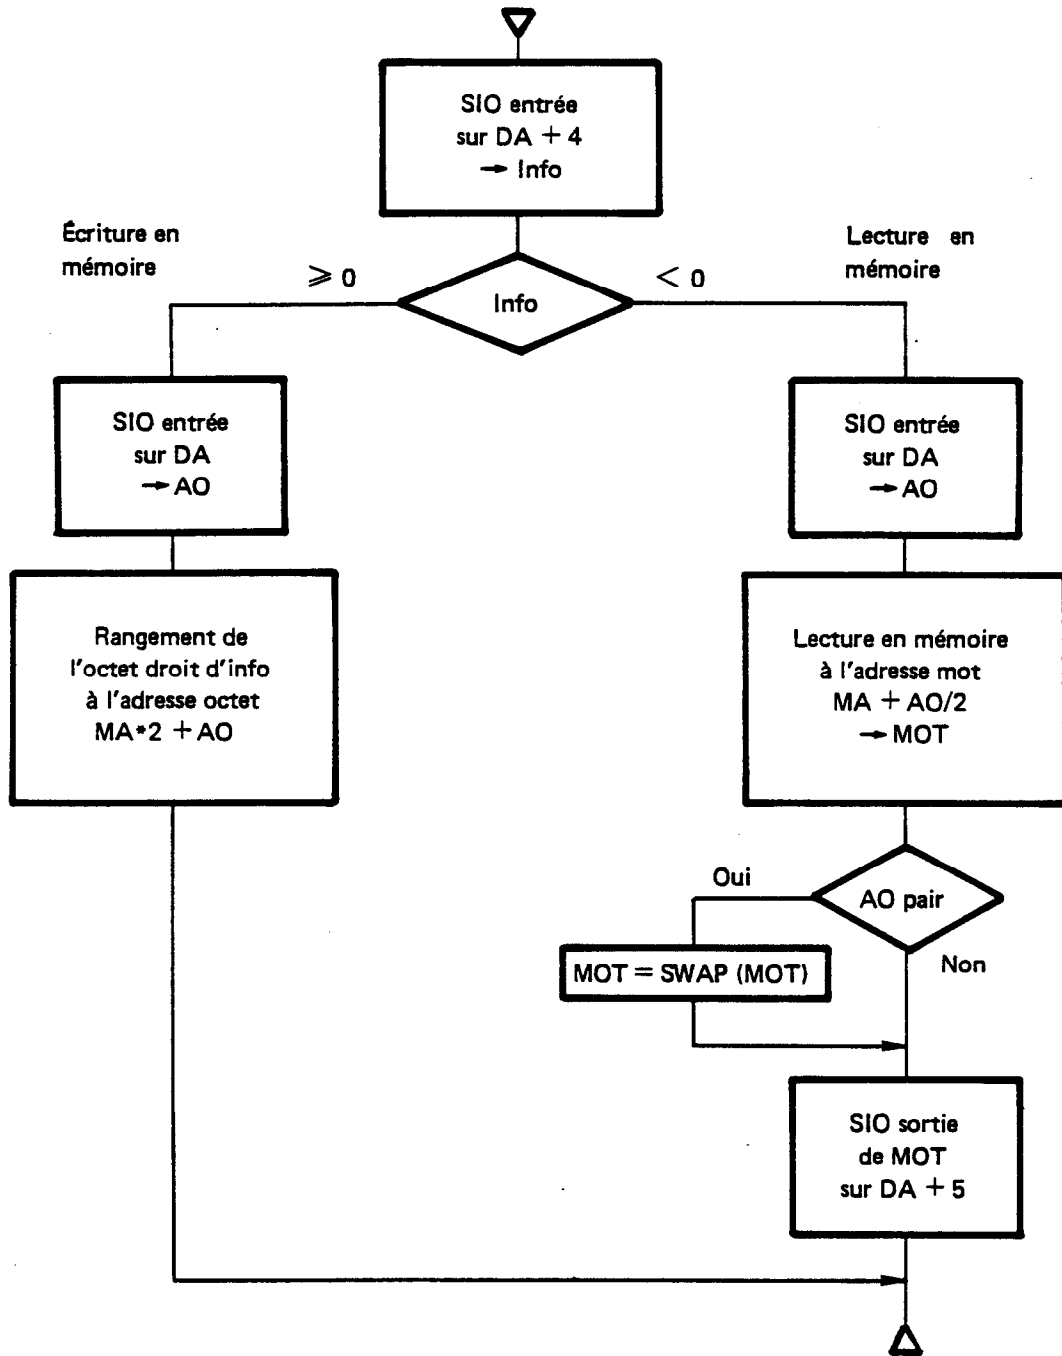 SIO entrée
sur DA + 4
→ Info
Écriture en
mémoire
⩾ 0
Info
< 0
Lecture en
mémoire
SIO entrée
sur DA
→ AO
SIO entrée
sur DA
→ AO
Rangement de
l'octet droit d'info
à l'adresse octet
MA*2 + AO
Lecture en mémoire
à l'adresse mot
MA + AO/2
→ MOT
Oui
AO pair
Non
MOT = SWAP (MOT)
SIO sortie
de MOT
sur DA + 5